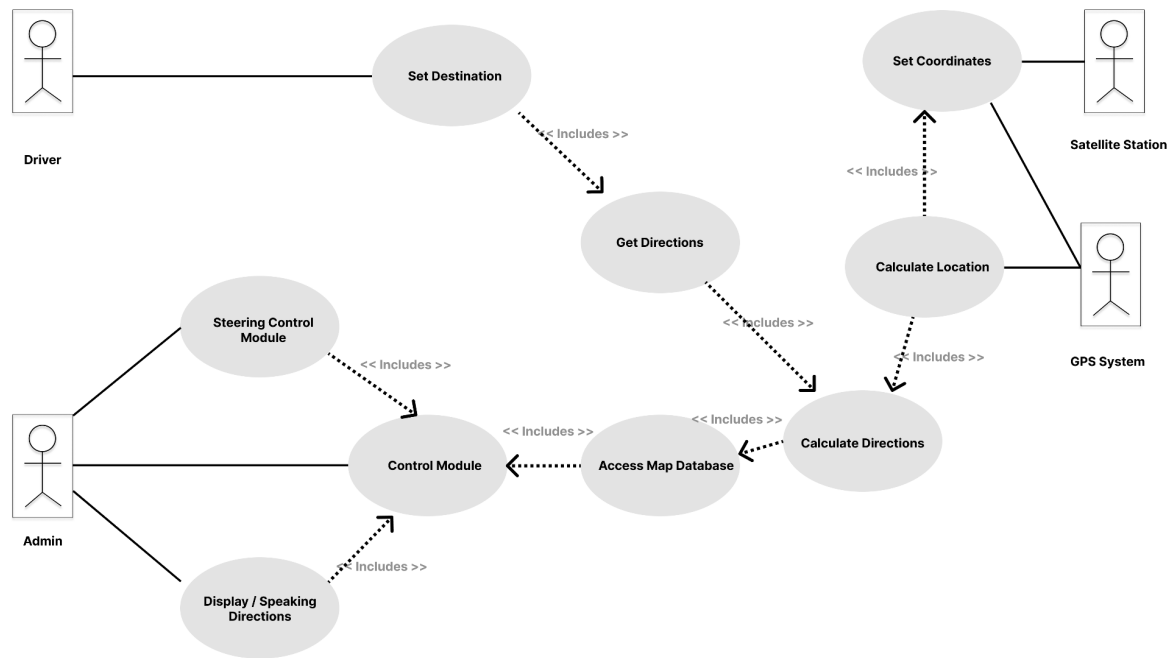 Set Coordinates
Set Destination
<< Includes >>
Satellite Station
Driver
<< Includes >>
Get Directions
Calculate Location
Steering Control
Module
<< Includes >>
<< Includes >>
GPS System
<< Includes >>
<< Includes >>
<< Includes >>
Calculate Directions
Control Module
Access Map Database
Admin
<< Includes >>
Display / Speaking
Directions